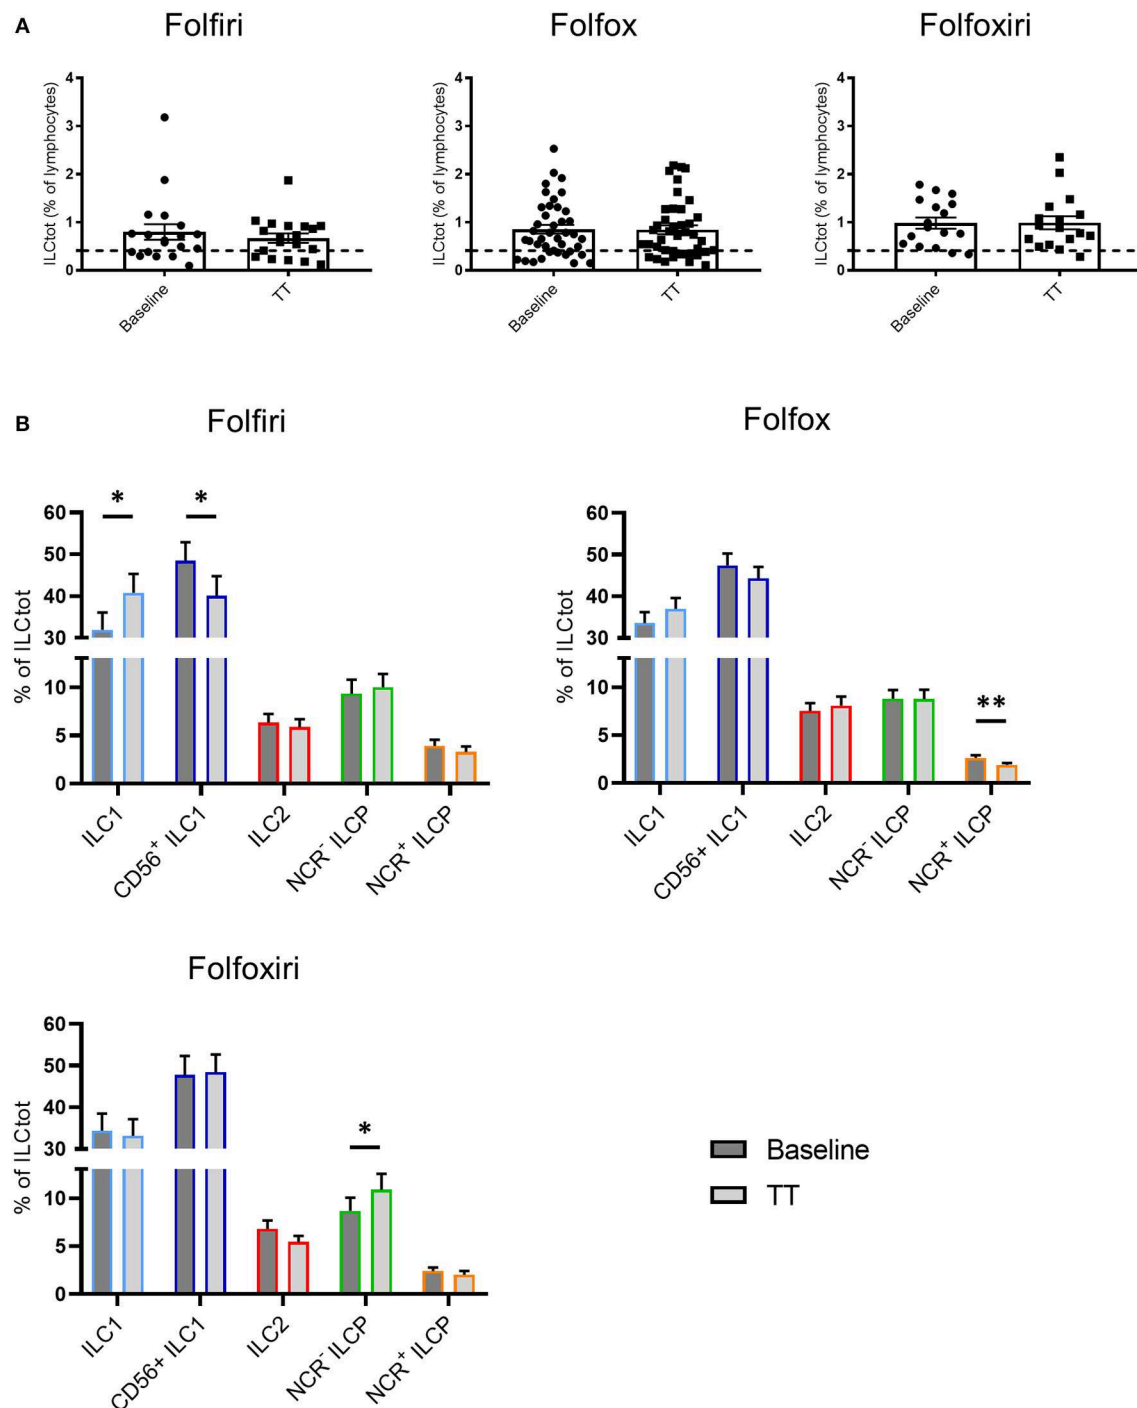 A
Folfiri
Folfox
Folfoxiri
ILCtot (% of lymphocytes)
4
3
2
1
0
Baseline
TT
ILCtot (% of lymphocytes)
4
3
2
1
0
Baseline
TT
ILCtot (% of lymphocytes)
4
3
2
1
0
Baseline
TT
B
Folfiri
% of ILCtot
60
50
40
30
10
5
0
*
*
ILC1
CD56⁺ ILC1
ILC2
NCR⁻ ILCP
NCR⁺ ILCP
Folfox
% of ILCtot
60
50
40
30
10
5
0
**
ILC1
CD56+ ILC1
ILC2
NCR⁻ ILCP
NCR⁺ ILCP
Folfoxiri
% of ILCtot
60
50
40
30
10
5
0
*
ILC1
CD56+ ILC1
ILC2
NCR⁻ ILCP
NCR⁺ ILCP
Baseline
TT